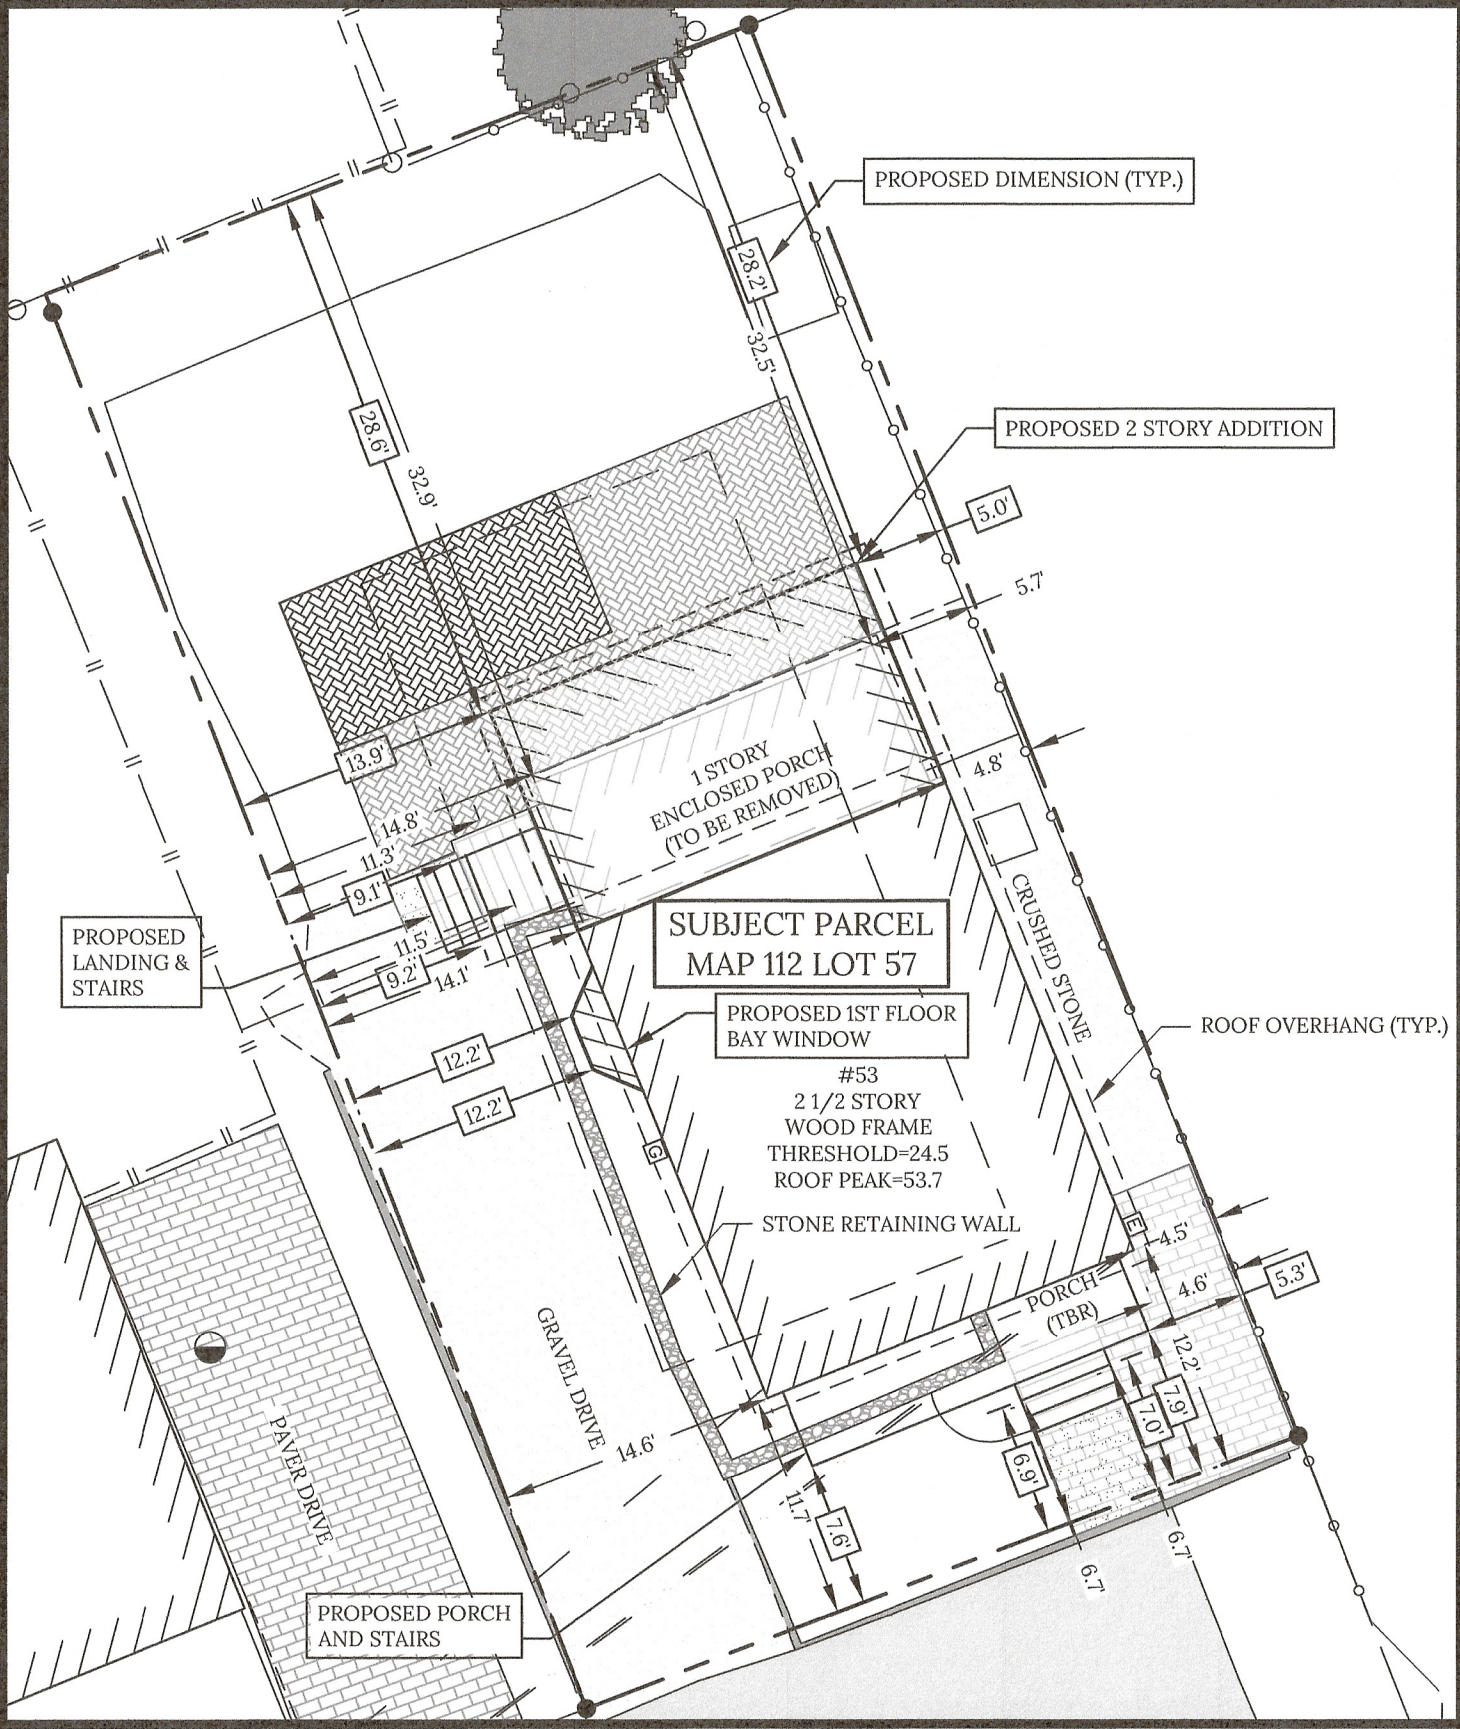 PROPOSED DIMENSION (TYP.)
28.2'
32.5'
28.6'
32.9'
PROPOSED 2 STORY ADDITION
5.0'
5.7'
13.9'
1 STORY
ENCLOSED PORCH
(TO BE REMOVED)
4.8'
14.8'
11.3'
9.1'
PROPOSED
LANDING &
STAIRS
11.5'
9.2'
14.1'
SUBJECT PARCEL
MAP 112 LOT 57
CRUSHED STONE
PROPOSED 1ST FLOOR
BAY WINDOW
ROOF OVERHANG (TYP.)
12.2'
12.2'
#53
2 1/2 STORY
WOOD FRAME
THRESHOLD=24.5
ROOF PEAK=53.7
G
STONE RETAINING WALL
E
4.5'
4.6'
5.3'
PORCH
(TBR)
GRAVEL DRIVE
PAVER DRIVE
12.2'
7.9'
7.0'
14.6'
6.9'
11.7'
7.6'
6.7'
6.7'
PROPOSED PORCH
AND STAIRS